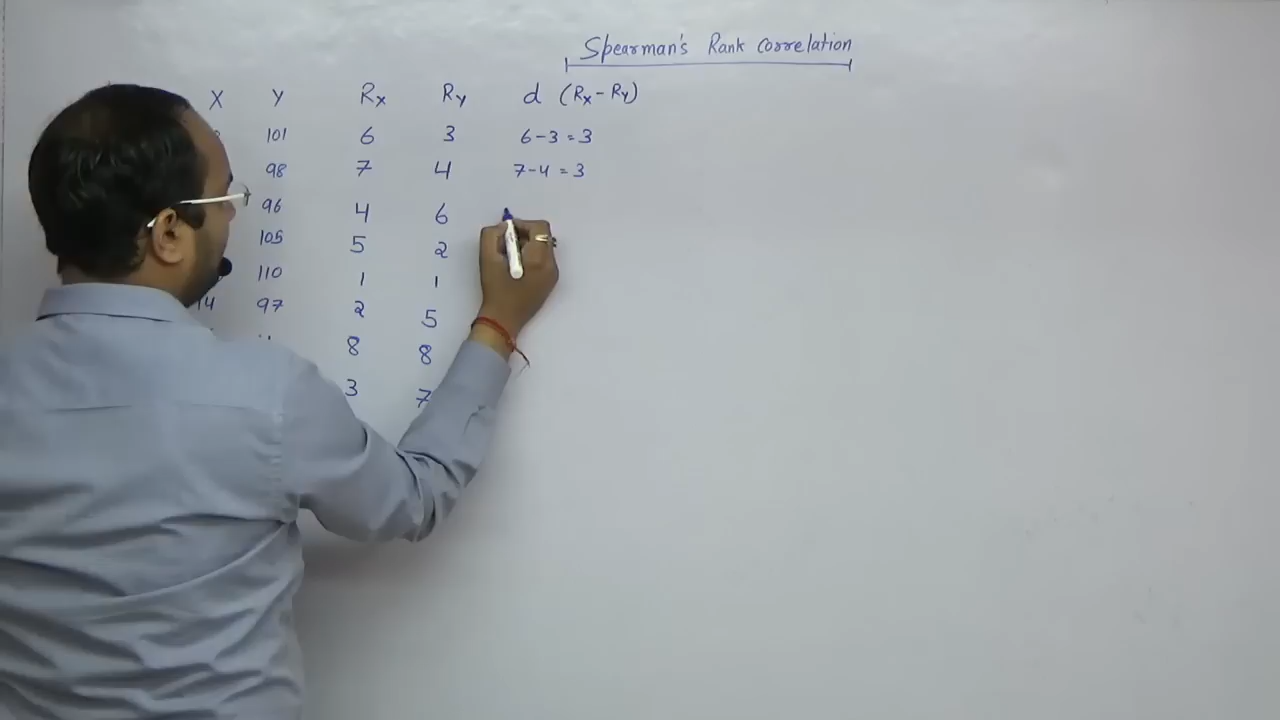 Spearman's Rank Correlation
X Y Rx Ry d (Rx - Ry)
101 6 3 6-3 = 3
98 7 4 7-4 = 3
96 4 6
105 5 2
110 1 1
14 97 2 5
8 8
3 7